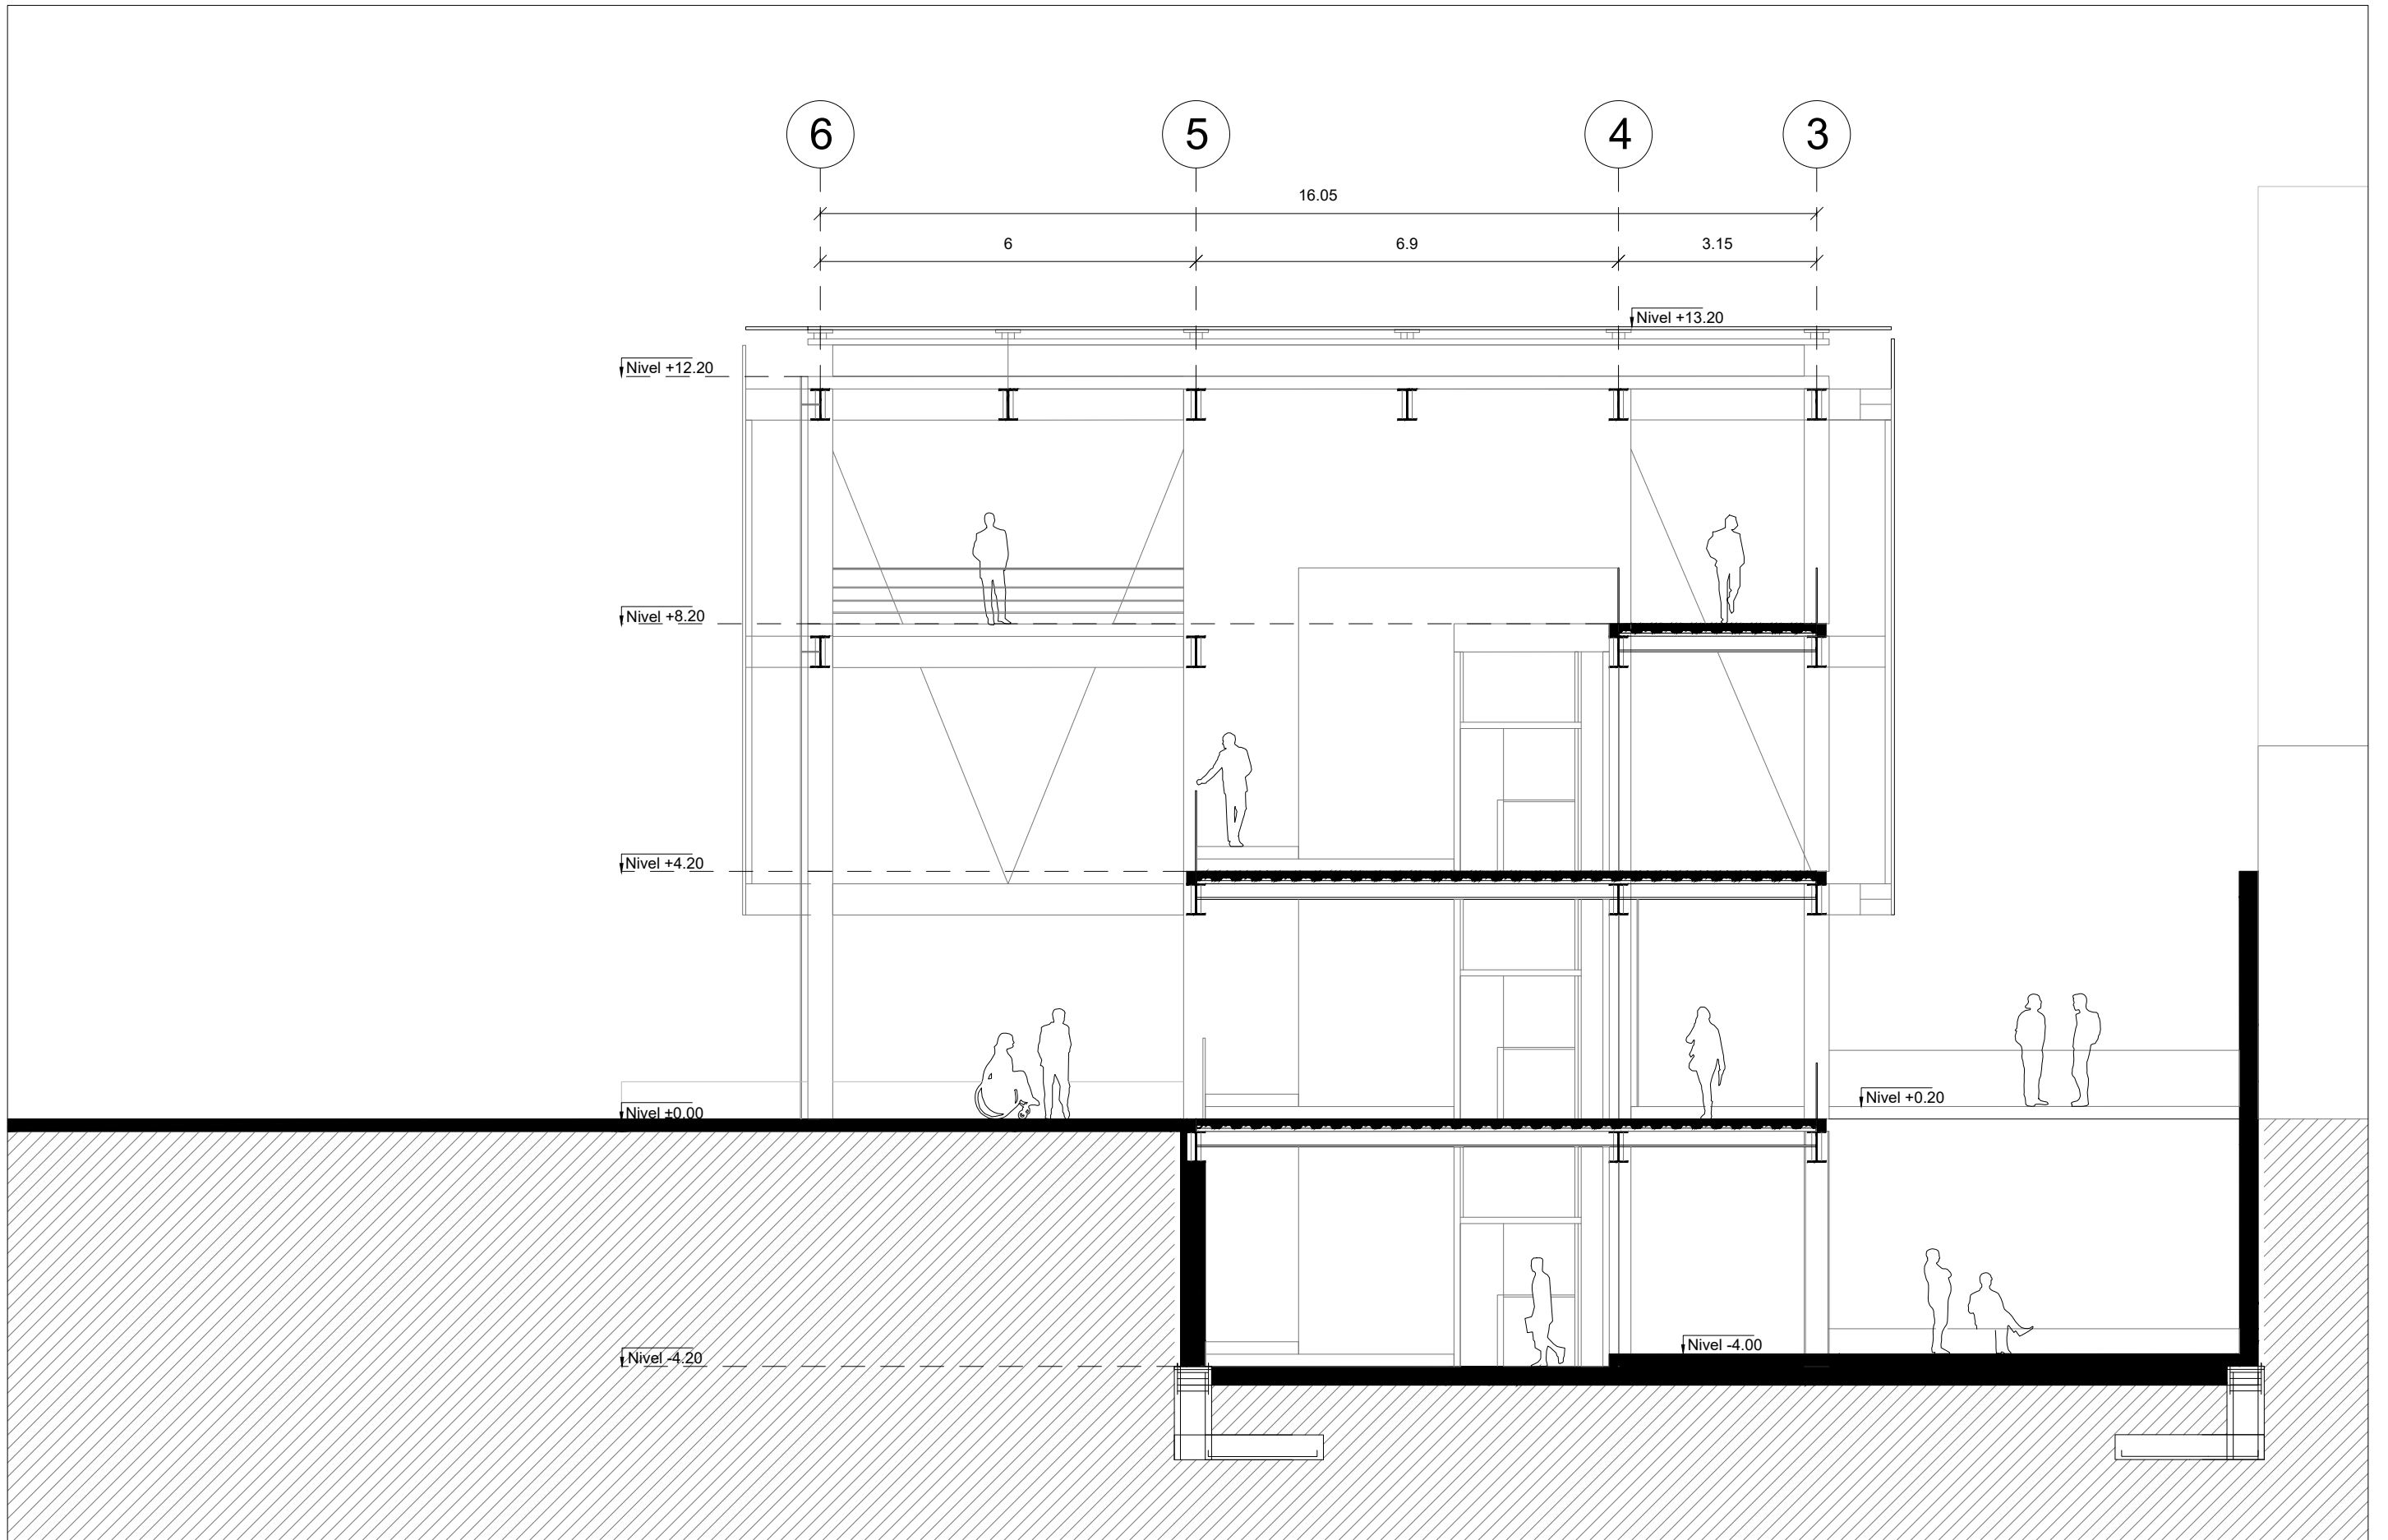 6 5 4 3
16.05
6 6.9 3.15
Nivel +13.20
Nivel +12.20
Nivel +8.20
Nivel +4.20
Nivel +0.20
Nivel ±0.00
Nivel -4.00
Nivel -4.20